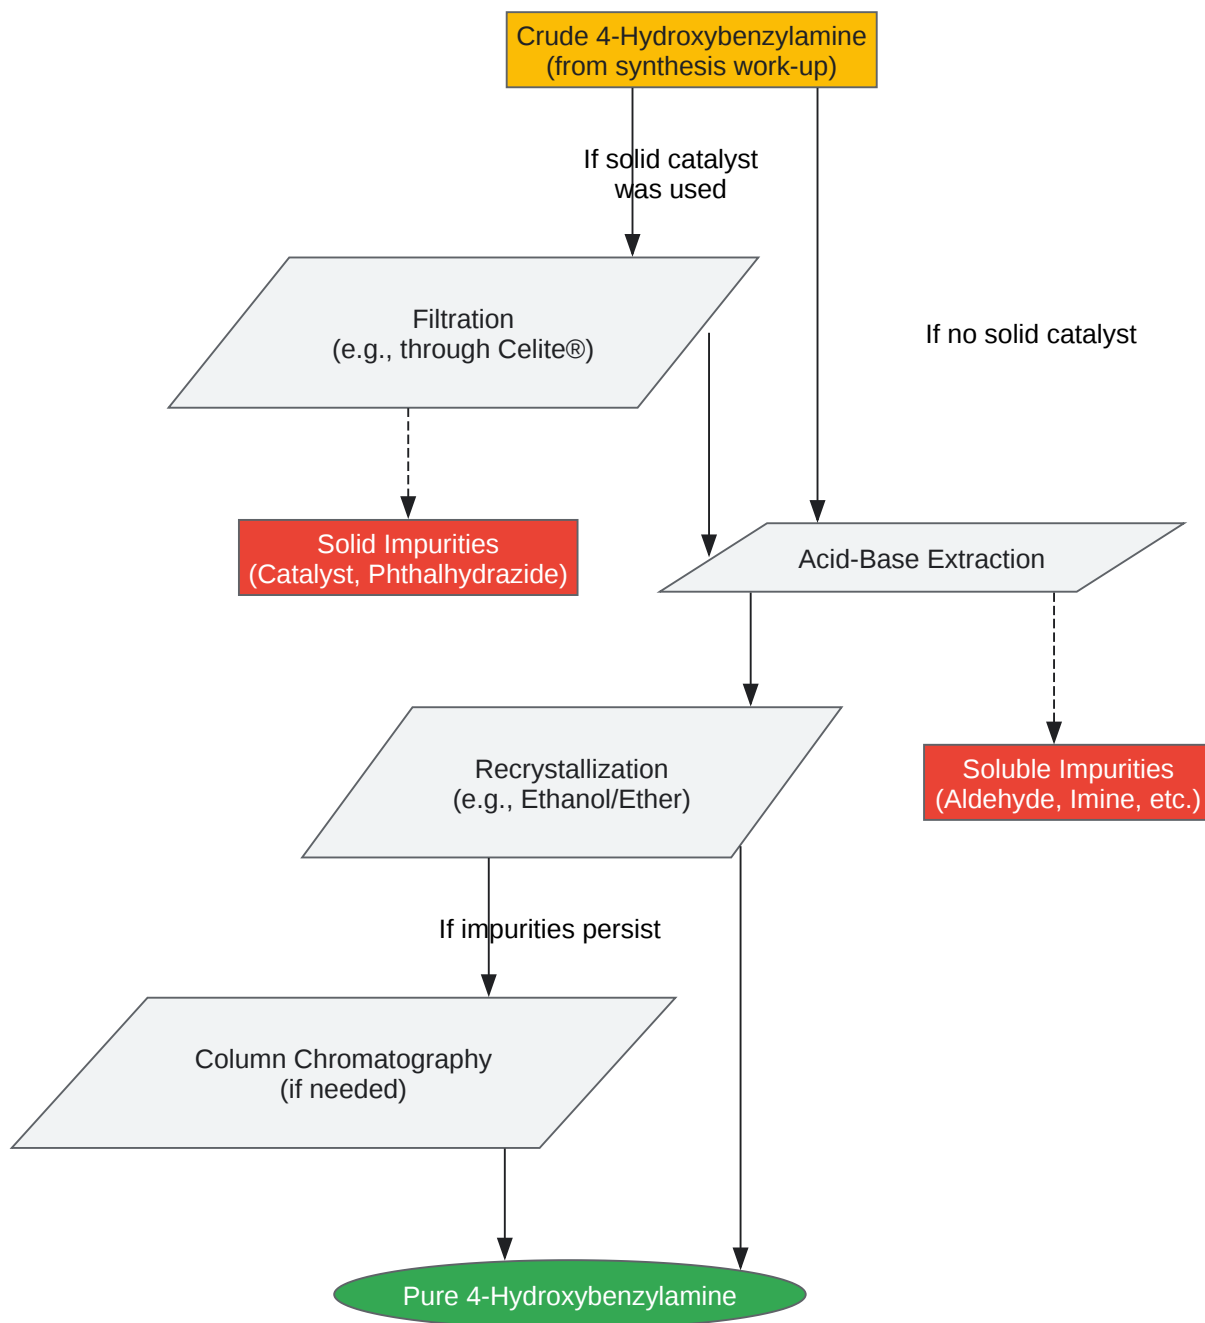 Crude 4-Hydroxybenzylamine
(from synthesis work-up)
If solid catalyst
was used
Filtration
(e.g., through Celite®)
If no solid catalyst
Solid Impurities
(Catalyst, Phthalhydrazide)
Acid-Base Extraction
Recrystallization
(e.g., Ethanol/Ether)
Soluble Impurities
(Aldehyde, Imine, etc.)
If impurities persist
Column Chromatography
(if needed)
Pure 4-Hydroxybenzylamine